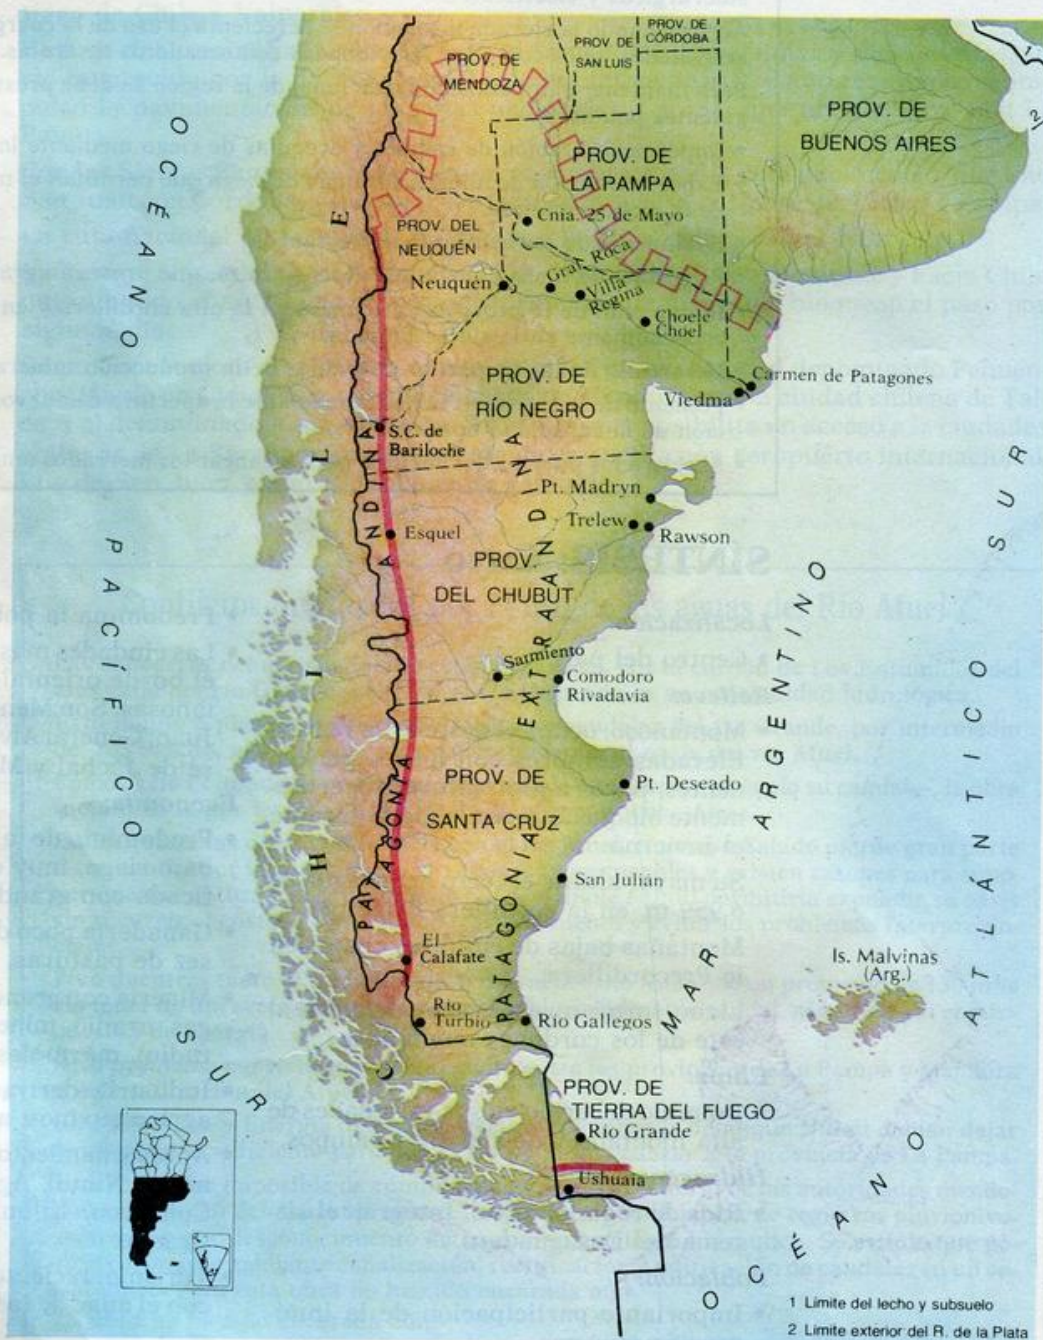 PROV. DE
CÓRDOBA
PROV. DE
SAN LUIS
PROV. DE
MENDOZA
1
2
PROV. DE
BUENOS AIRES
PROV. DE
LA PAMPA
Cnia. 25 de Mayo
PROV. DEL
NEUQUÉN
Neuquén
Gral. Roca
Villa
Regina
Choele
Choel
PROV. DE
RÍO NEGRO
Carmen de Patagones
Viedma
S.C. de
Bariloche
Pt. Madryn
Trelew
Rawson
Esquel
PROV.
DEL CHUBUT
Sarmiento
Comodoro
Rivadavia
PROV. DE
SANTA CRUZ
Pt. Deseado
San Julián
El
Calafate
Río
Turbio
Río Gallegos
Is. Malvinas
(Arg.)
PROV. DE
TIERRA DEL FUEGO
Río Grande
Ushuaia
OCÉANO PACÍFICO SUR
CHILE
PATAGONIA ANDINA
PATAGONIA EXTRAANDINA
MAR ARGENTINO
OCÉANO ATLÁNTICO SUR
1 Límite del lecho y subsuelo
2 Límite exterior del R. de la Plata